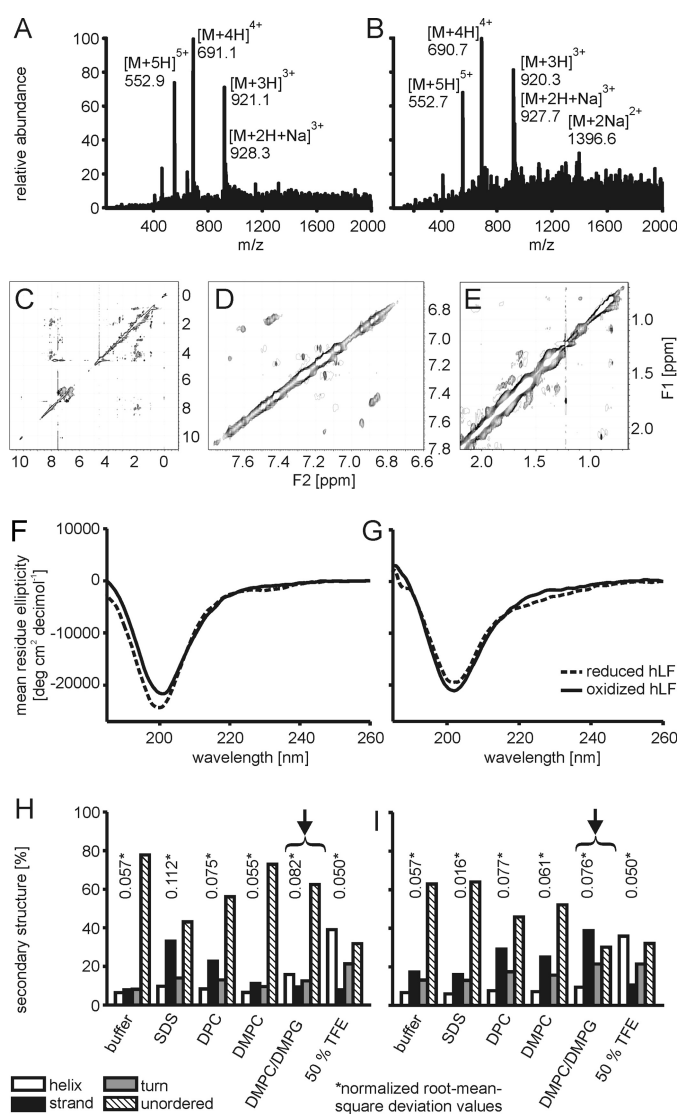 A
B
relative abundance
100
80
60
40
20
0
[M+4H]4+
691.1
[M+5H]5+
552.9
[M+3H]3+
921.1
[M+2H+Na]3+
928.3
[M+4H]4+
690.7
[M+5H]5+
552.7
[M+3H]3+
920.3
[M+2H+Na]3+
927.7
[M+2Na]2+
1396.6
400 800 1200 1600 2000
400 800 1200 1600 2000
m/z
m/z
C
D
E
0
2
4
6
8
10
10 8 6 4 2 0
6.8
7.0
7.2
7.4
7.6
7.8
7.6 7.4 7.2 7.0 6.8 6.6
F2 [ppm]
1.0
1.5
2.0
F1 [ppm]
2.0 1.5 1.0
F
G
mean residue ellipticity
[deg cm2 decimol-1]
10000
0
-10000
-20000
reduced hLF
oxidized hLF
200 220 240 260
200 220 240 260
wavelength [nm]
wavelength [nm]
H
I
secondary structure [%]
100
80
60
40
20
0
0.057*
0.112*
0.075*
0.055*
0.082*
0.050*
0.057*
0.016*
0.077*
0.061*
0.076*
0.050*
buffer
SDS
DPC
DMPC
DMPC/DMPG
50 % TFE
buffer
SDS
DPC
DMPC
DMPC/DMPG
50 % TFE
helix
turn
strand
unordered
*normalized root-mean-
square deviation values